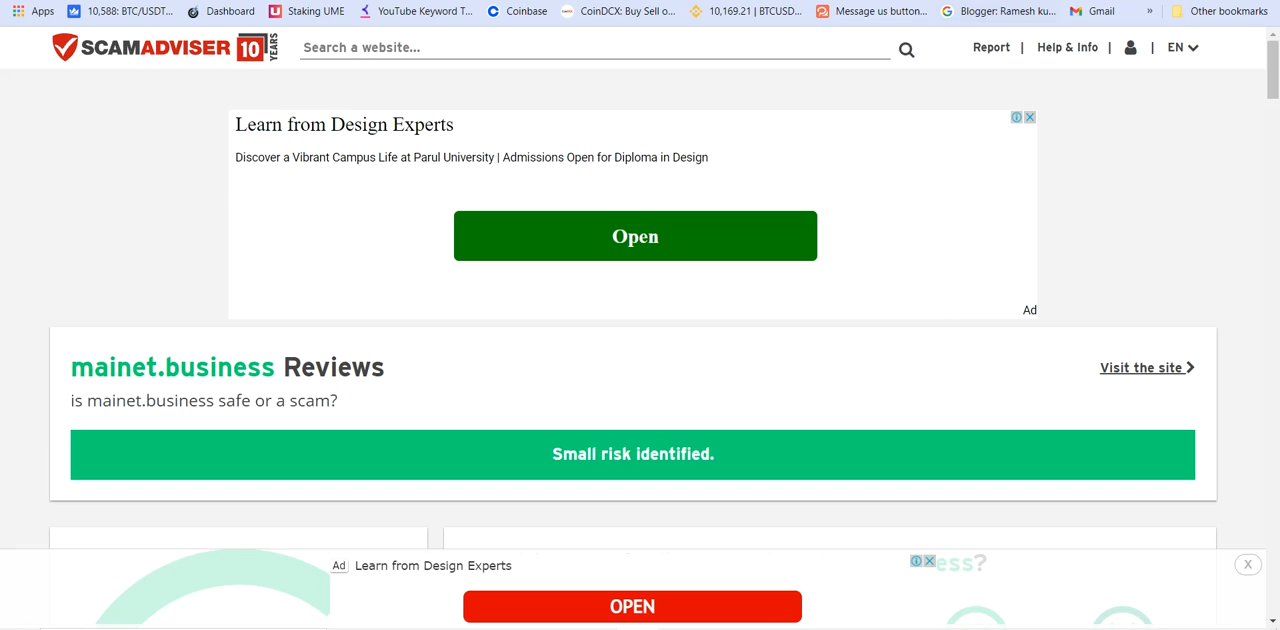 Apps 10,588: BTC/USDT... Dashboard Staking UME YouTube Keyword T... Coinbase CoinDCX: Buy Sell o... 10,169.21 | BTCUSD... Message us button... Blogger: Ramesh ku... Gmail » Other bookmarks
SCAMADVISER 10 YEARS Search a website... Report | Help & Info | | EN
Learn from Design Experts
Discover a Vibrant Campus Life at Parul University | Admissions Open for Diploma in Design
Open
Ad
mainet.business Reviews Visit the site
is mainet.business safe or a scam?
Small risk identified.
Ad Learn from Design Experts ess? X
OPEN